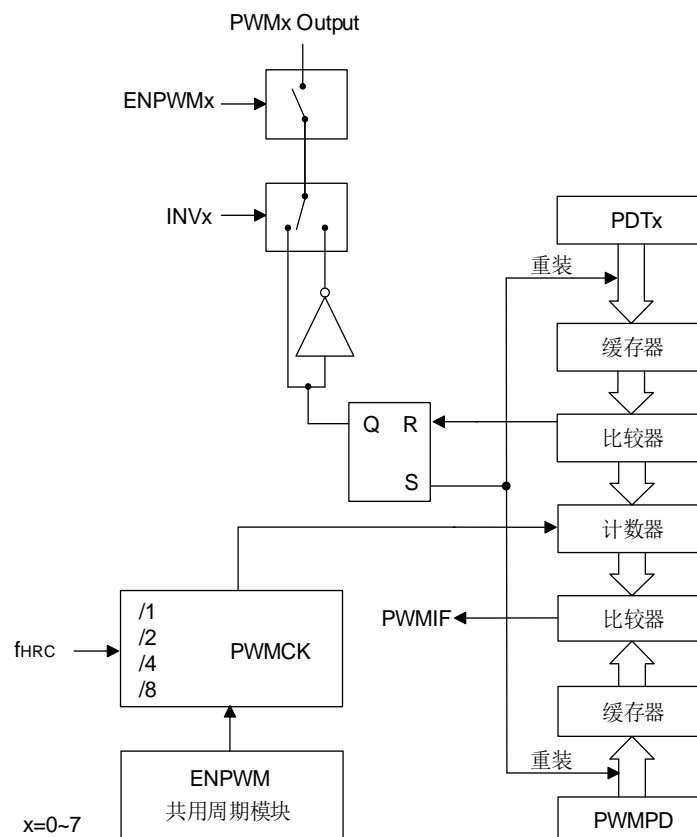 PWMx Output
ENPWMx
INVx
PDTx
重装
缓存器
Q R
比较器
S
计数器
/1
/2
/4
/8
PWMCK
fHRC
PWMIF
比较器
缓存器
重装
ENPWM
共用周期模块
PWMPD
x=0~7